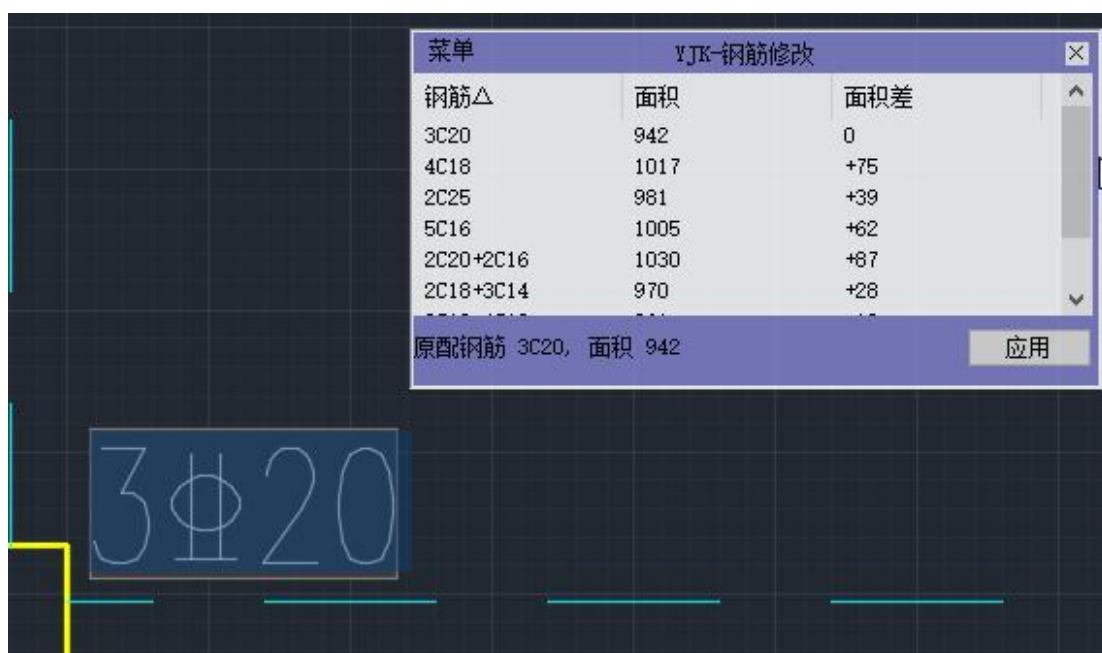 菜单 YJK-钢筋修改
钢筋△ 面积 面积差
3C20 942 0
4C18 1017 +75
2C25 981 +39
5C16 1005 +62
2C20+2C16 1030 +87
2C18+3C14 970 +28
原配钢筋 3C20, 面积 942 应用
3⌽20